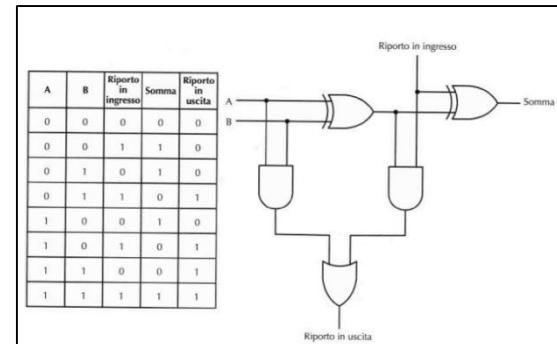 A B Riporto in ingresso Somma Riporto in uscita
0 0 0 0 0
0 0 1 1 0
0 1 0 1 0
0 1 1 0 1
1 0 0 1 0
1 0 1 0 1
1 1 0 0 1
1 1 1 1 1
Riporto in ingresso
A
B
Somma
Riporto in uscita